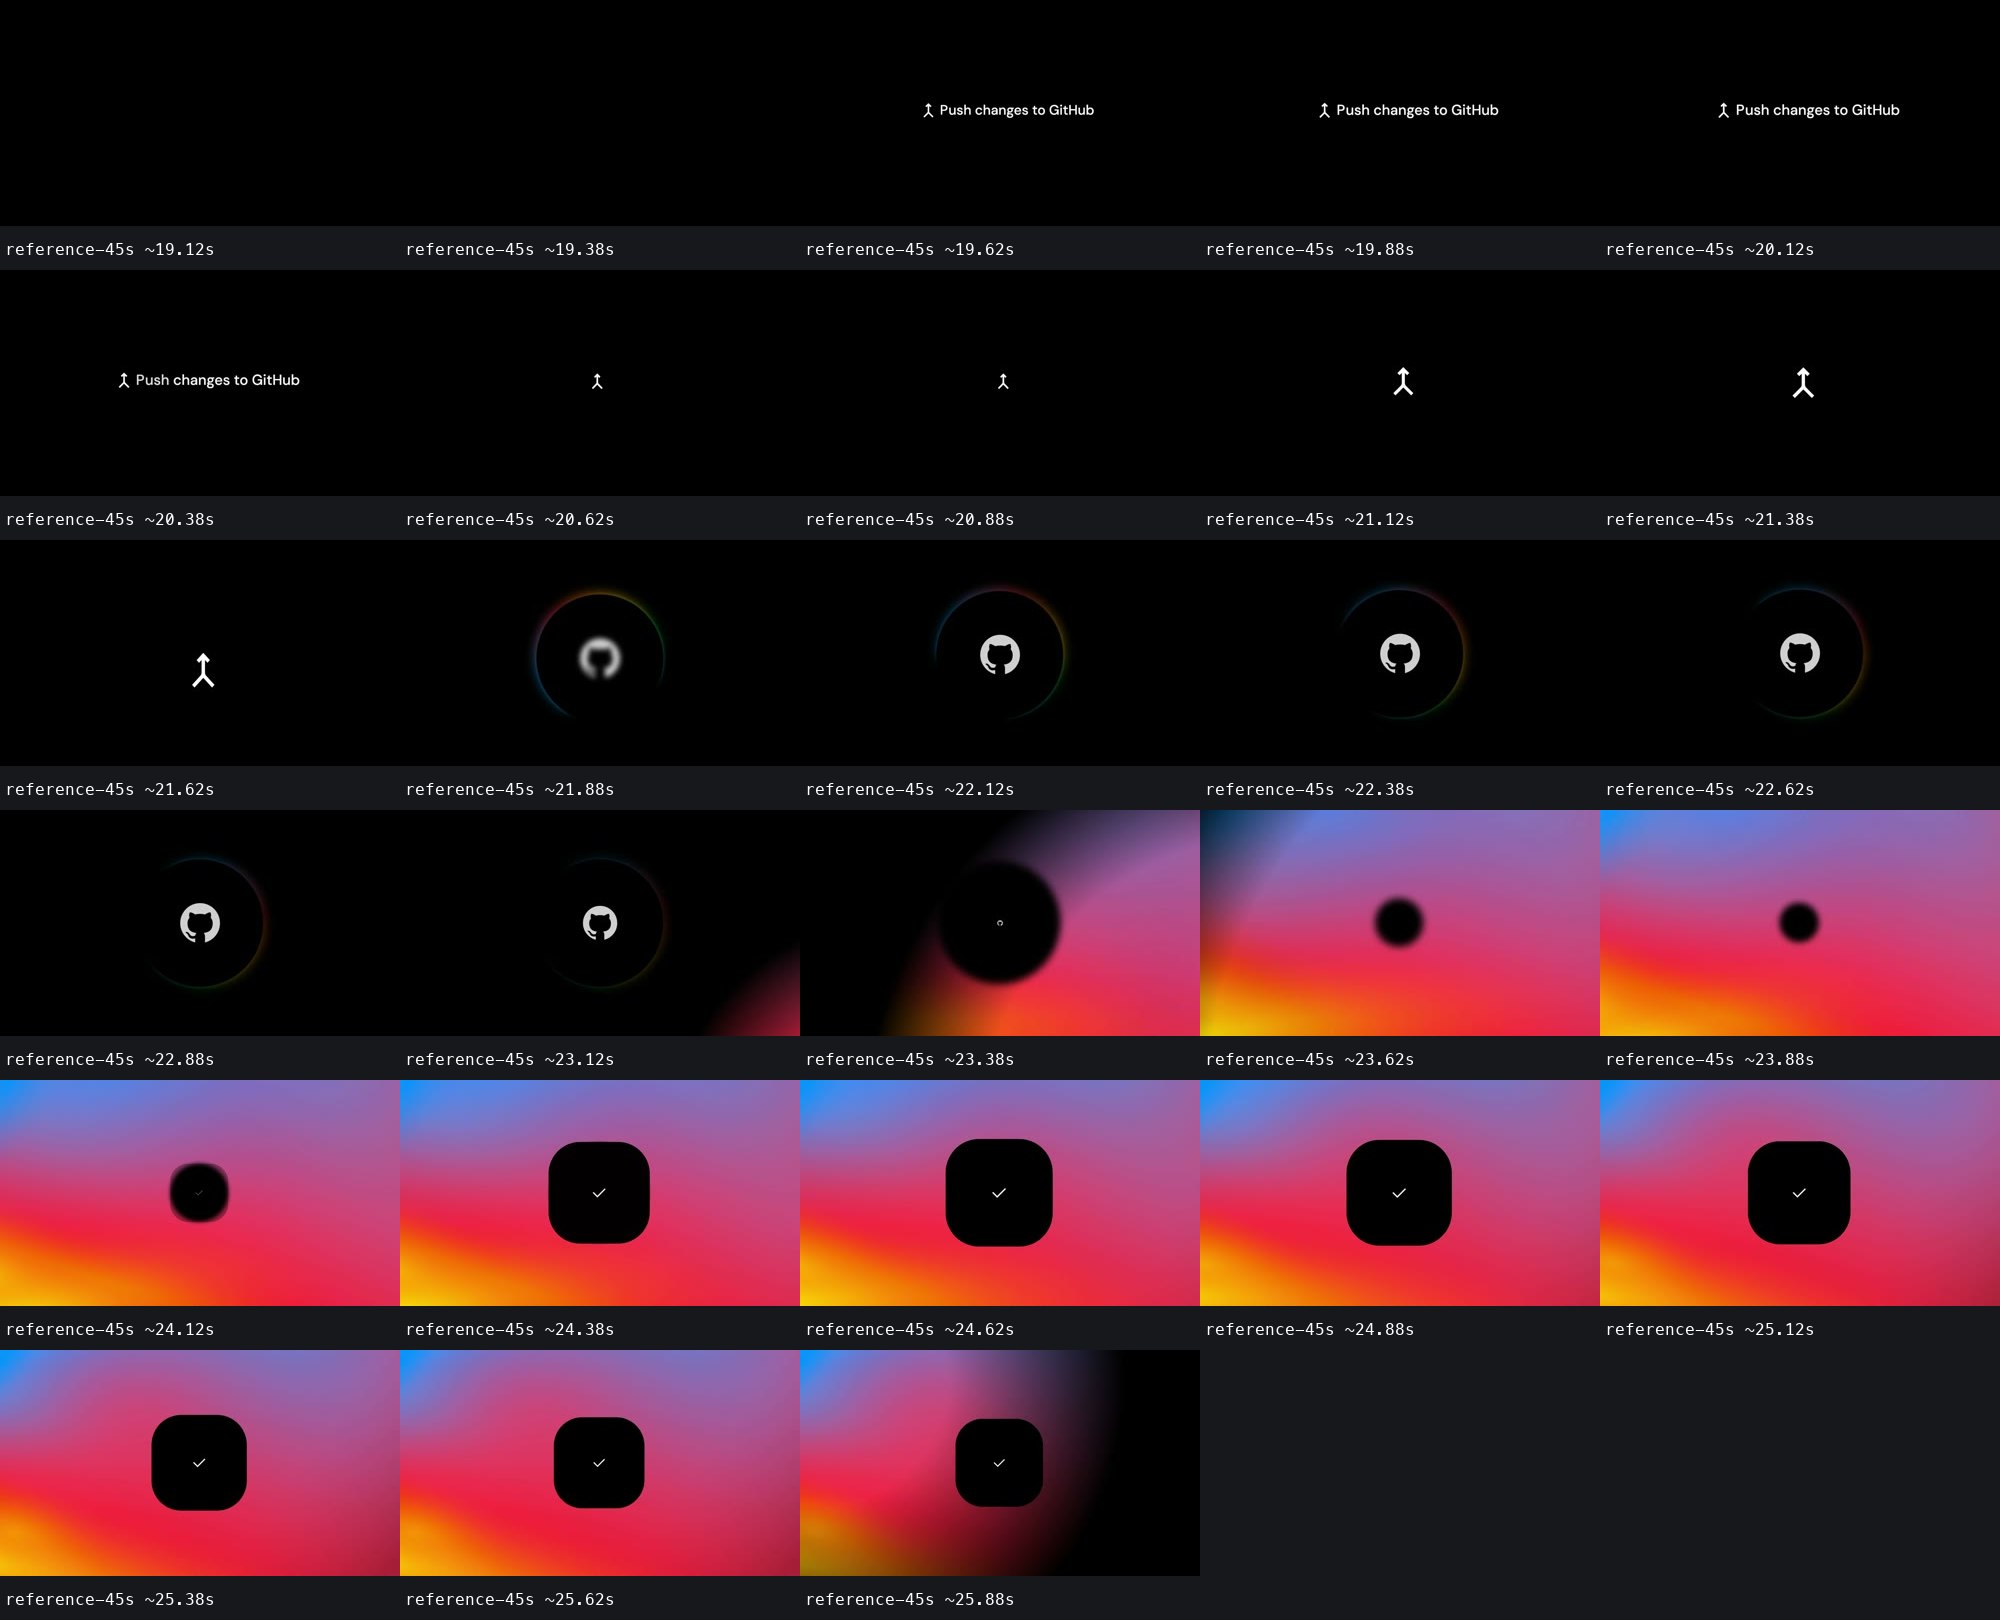 Push changes to GitHub
Push changes to GitHub
Push changes to GitHub
reference-45s ~19.12s
reference-45s ~19.38s
reference-45s ~19.62s
reference-45s ~19.88s
reference-45s ~20.12s
Push changes to GitHub
reference-45s ~20.38s
reference-45s ~20.62s
reference-45s ~20.88s
reference-45s ~21.12s
reference-45s ~21.38s
reference-45s ~21.62s
reference-45s ~21.88s
reference-45s ~22.12s
reference-45s ~22.38s
reference-45s ~22.62s
reference-45s ~22.88s
reference-45s ~23.12s
reference-45s ~23.38s
reference-45s ~23.62s
reference-45s ~23.88s
reference-45s ~24.12s
reference-45s ~24.38s
reference-45s ~24.62s
reference-45s ~24.88s
reference-45s ~25.12s
reference-45s ~25.38s
reference-45s ~25.62s
reference-45s ~25.88s